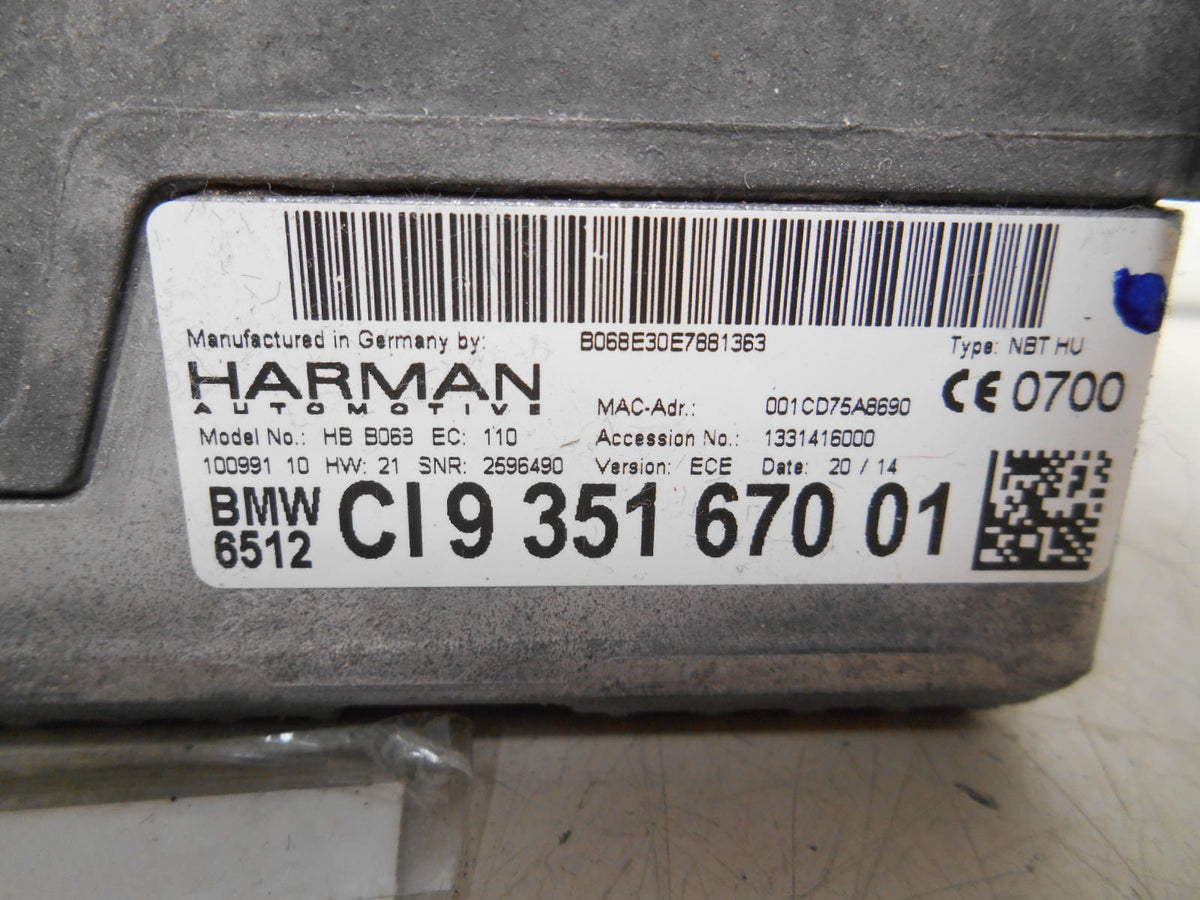 Manufactured in Germany by: B068E30E7881363 Type: NBT HU
HARMAN
AUTOMOTIVE
CE 0700
MAC-Adr.: 001CD75A8690
Model No.: HB B063 EC: 110 Accession No.: 1331416000
100991 10 HW: 21 SNR: 2596490 Version: ECE Date: 20 / 14
BMW
6512
CI 9 351 670 01